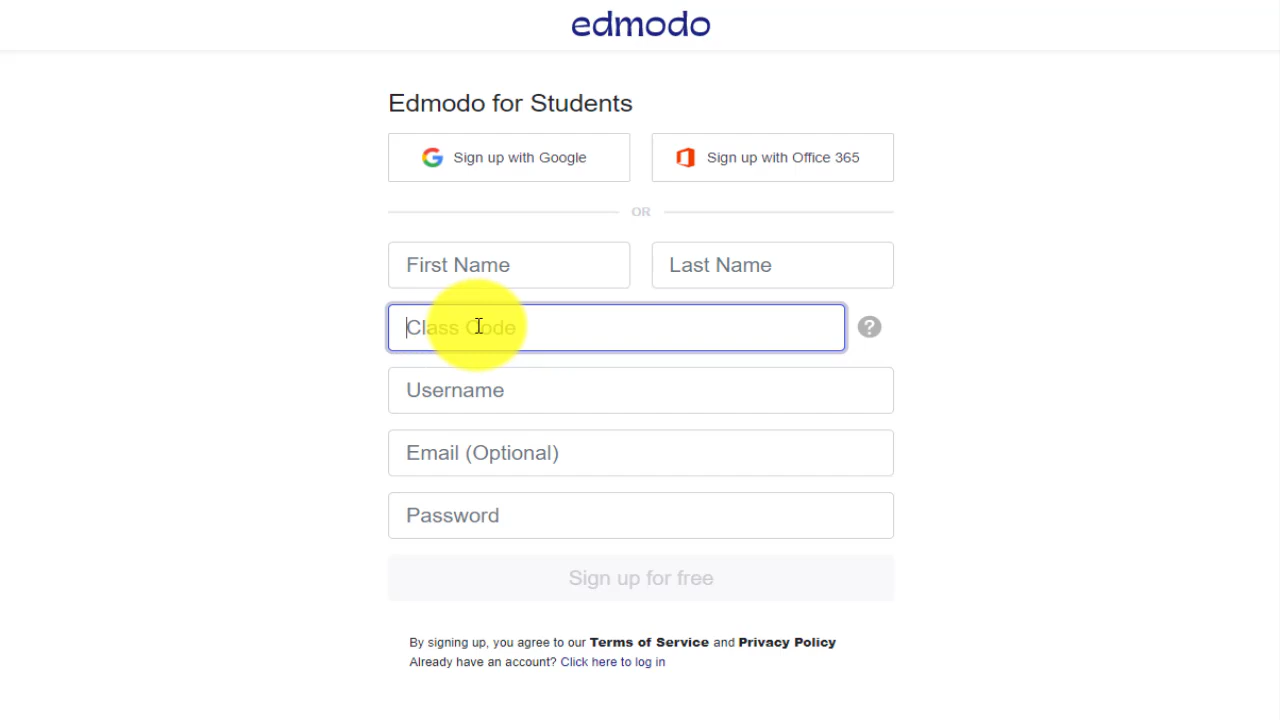 edmodo
Edmodo for Students
Sign up with Google
Sign up with Office 365
OR
First Name
Last Name
Class Code
?
Username
Email (Optional)
Password
Sign up for free
By signing up, you agree to our Terms of Service and Privacy Policy
Already have an account? Click here to log in